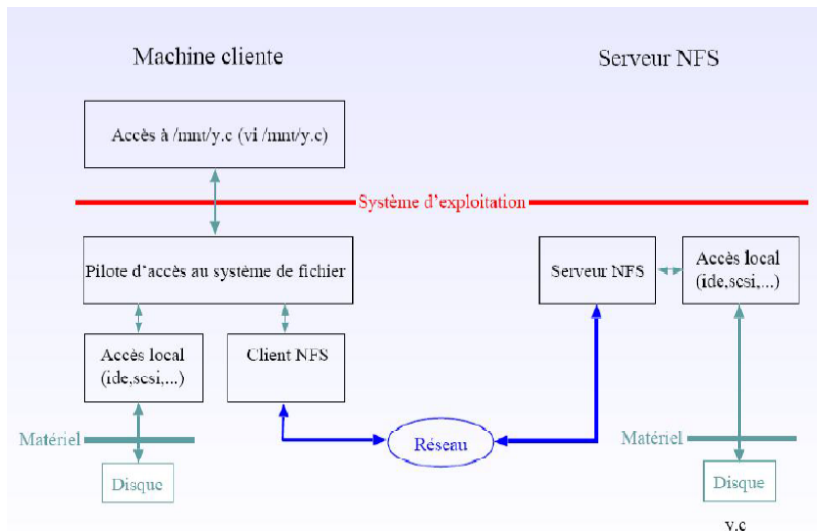 Machine cliente
Serveur NFS
Accès à /mnt/y.c (vi /mnt/y.c)
Système d'exploitation
Pilote d'accès au système de fichier
Serveur NFS
Accès local
(ide,scsi,...)
Accès local
(ide,scsi,...)
Client NFS
Réseau
Matériel
Matériel
Disque
Disque
y.c